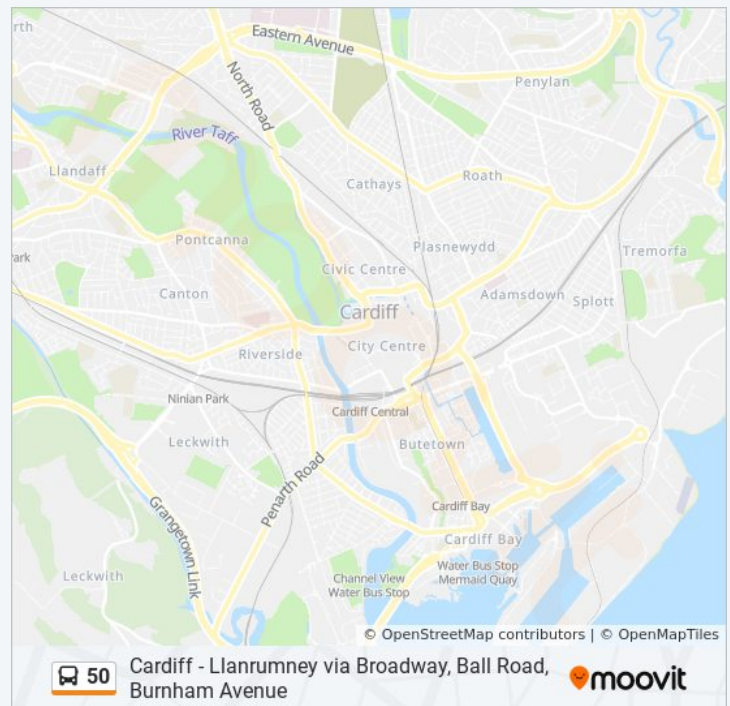 rth
Eastern Avenue
Penylan
North Road
River Taff
Llandaff
Roath
Cathays
Pontcanna
Plasnewydd
Tremorfa
ark
Civic Centre
Canton
Adamsdown
Splott
Cardiff
City Centre
Riverside
Ninian Park
Cardiff Central
Leckwith
Butetown
Penarth Road
Grangetown Link
Cardiff Bay
Cardiff Bay
Leckwith
Channel View
Water Bus Stop
Water Bus Stop
Mermaid Quay
© OpenStreetMap contributors | © OpenMapTiles
50
Cardiff - Llanrumney via Broadway, Ball Road,
Burnham Avenue
moovit